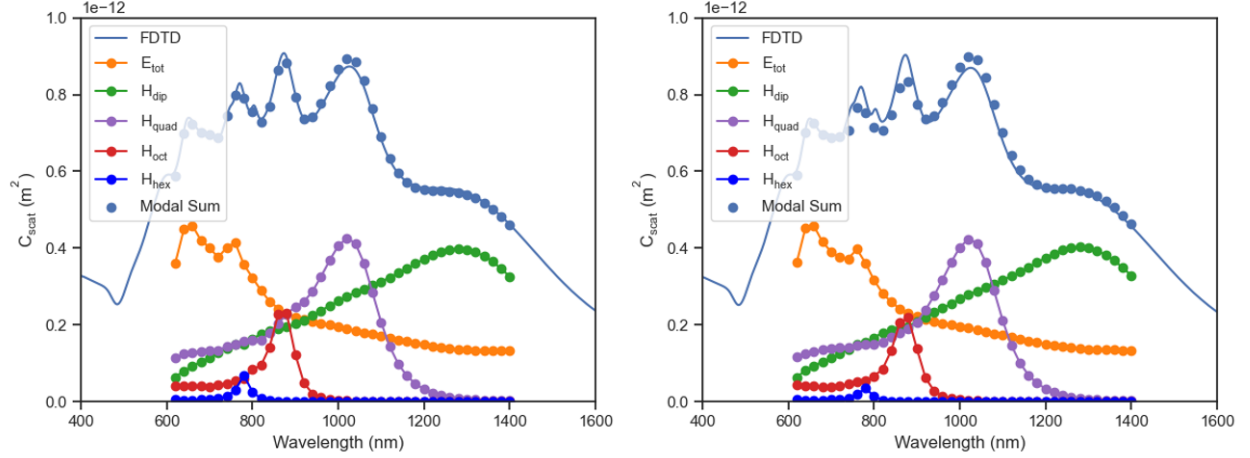 1e−12
1.0
0.8
0.6
0.4
0.2
0.0
C_scat (m²)
FDTD
E_tot
H_dip
H_quad
H_oct
H_hex
Modal Sum
400 600 800 1000 1200 1400 1600
Wavelength (nm)
1e−12
1.0
0.8
0.6
0.4
0.2
0.0
C_scat (m²)
FDTD
E_tot
H_dip
H_quad
H_oct
H_hex
Modal Sum
400 600 800 1000 1200 1400 1600
Wavelength (nm)